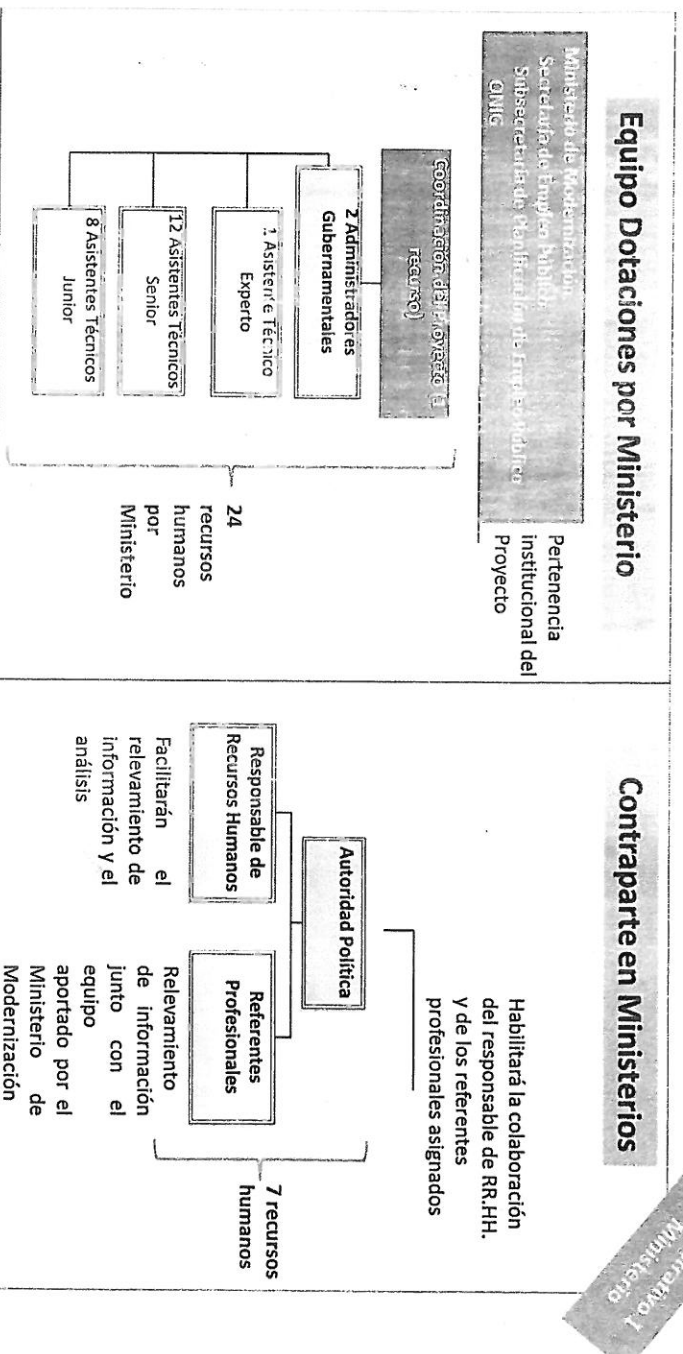 Equipo Dotaciones por Ministerio
Ministerio de Modernización
Secretaría de Empleo Público
Subsecretaría de Planificación de Empleo Público
ONIG
Pertenencia
institucional del
Proyecto
Coordinación del Proyecto (1
recurso)
2 Administradores
Gubernamentales
1 Asistente Técnico
Experto
12 Asistentes Técnicos
Senior
8 Asistentes Técnicos
Junior
24
recursos
humanos
por
Ministerio
Contraparte en Ministerios
Ministerio
Habilitará la colaboración
del responsable de RR.HH.
y de los referentes
profesionales asignados
Autoridad Política
Responsable de
Recursos Humanos
Referentes
Profesionales
Facilitarán el
relevamiento de
información y el
análisis
Relevamiento
de información
junto con el
equipo
aportado por el
Ministerio de
Modernización
7 recursos
humanos